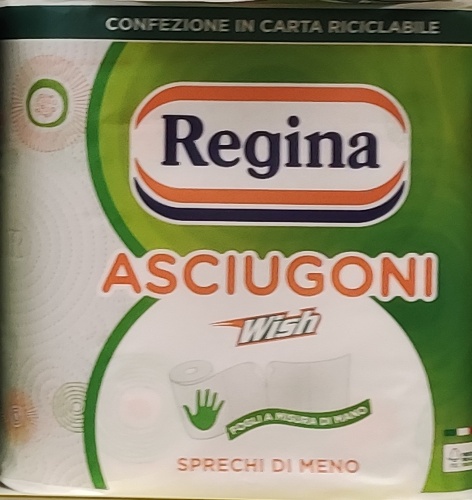 CONFEZIONE IN CARTA RICICLABILE
Regina
ASCIUGONI
Wish
FOGLI A MISURA DI MANO
SPRECHI DI MENO